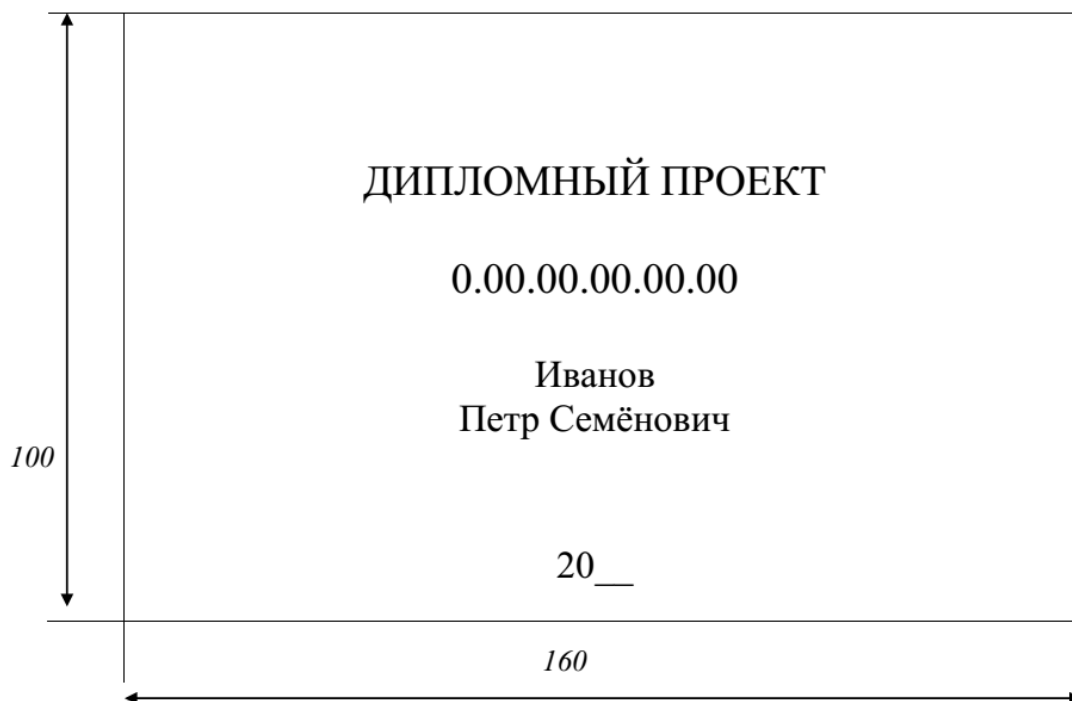 ДИПЛОМНЫЙ ПРОЕКТ
0.00.00.00.00.00
Иванов
Петр Семёнович
100
20__
160